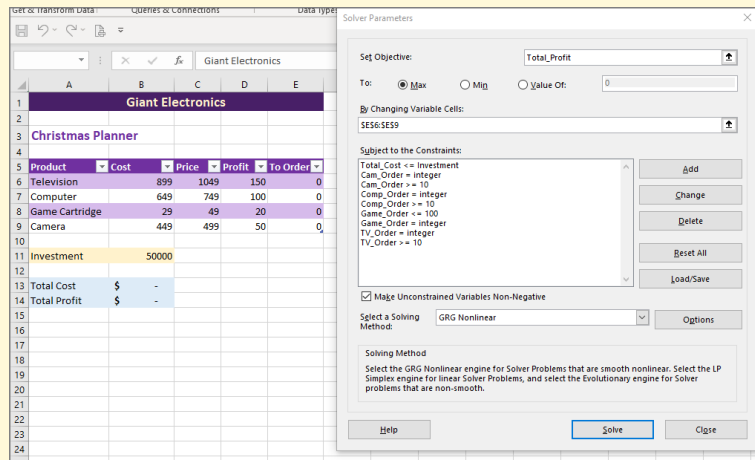 Get & Transform Data
Queries & Connections
Data Types
Giant Electronics
A B C D E
1 Giant Electronics
2
3 Christmas Planner
4
5 Product Cost Price Profit To Order
6 Television 899 1049 150 0
7 Computer 649 749 100 0
8 Game Cartridge 29 49 20 0
9 Camera 449 499 50 0
10
11 Investment 50000
12
13 Total Cost $ -
14 Total Profit $ -
15
16
17
18
19
20
21
22
23
24
Solver Parameters
Set Objective: Total_Profit
To: Max Min Value Of: 0
By Changing Variable Cells:
$E$6:$E$9
Subject to the Constraints:
Total_Cost <= Investment
Cam_Order = integer
Cam_Order >= 10
Comp_Order = integer
Comp_Order >= 10
Game_Order <= 100
Game_Order = integer
TV_Order = integer
TV_Order >= 10
Add
Change
Delete
Reset All
Load/Save
Make Unconstrained Variables Non-Negative
Select a Solving Method: GRG Nonlinear
Options
Solving Method
Select the GRG Nonlinear engine for Solver Problems that are smooth nonlinear. Select the LP
Simplex engine for linear Solver Problems, and select the Evolutionary engine for Solver
problems that are non-smooth.
Help
Solve
Close